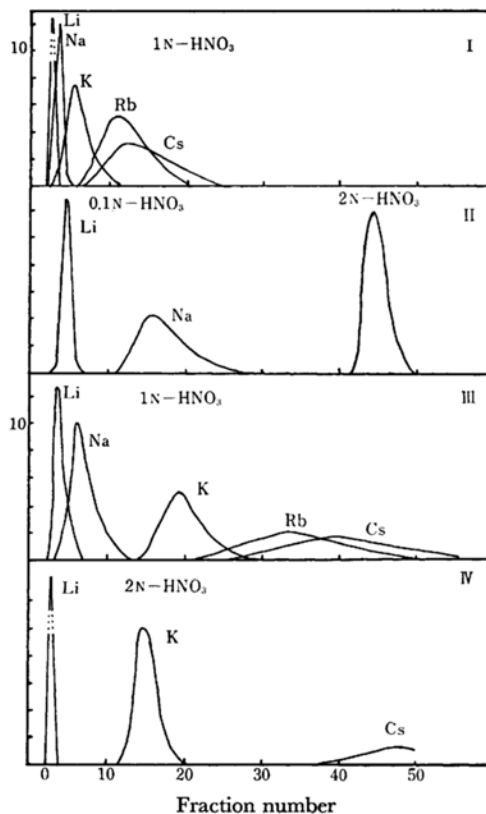 Li
Na
1N-HNO₃
I
10
K
Rb
Cs
0.1N-HNO₃
2N-HNO₃
II
Li
Na
Li
1N-HNO₃
III
10
Na
K
Rb
Cs
Li
2N-HNO₃
IV
K
Cs
0 10 20 30 40 50
Fraction number